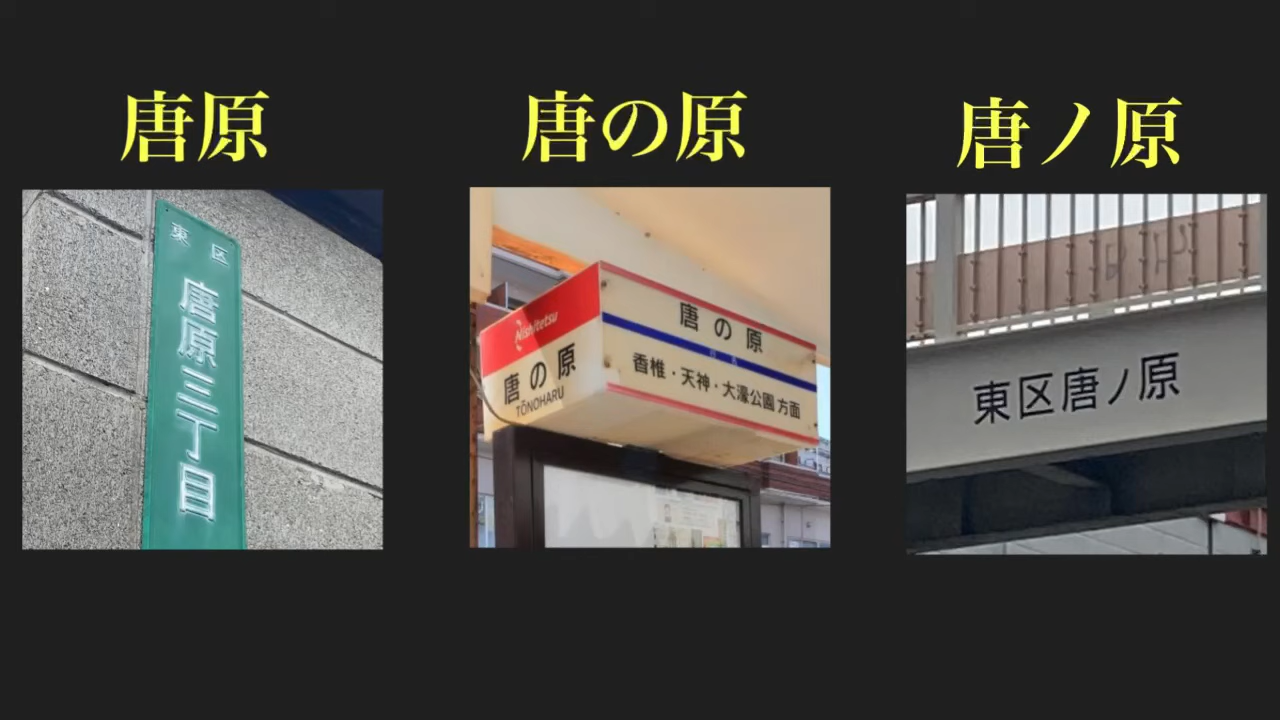 唐原
唐の原
唐ノ原
東区
唐原三丁目
Nishitetsu
唐の原
TŌNOHARU
唐の原
香椎・天神・大濠公園方面
東区唐ノ原